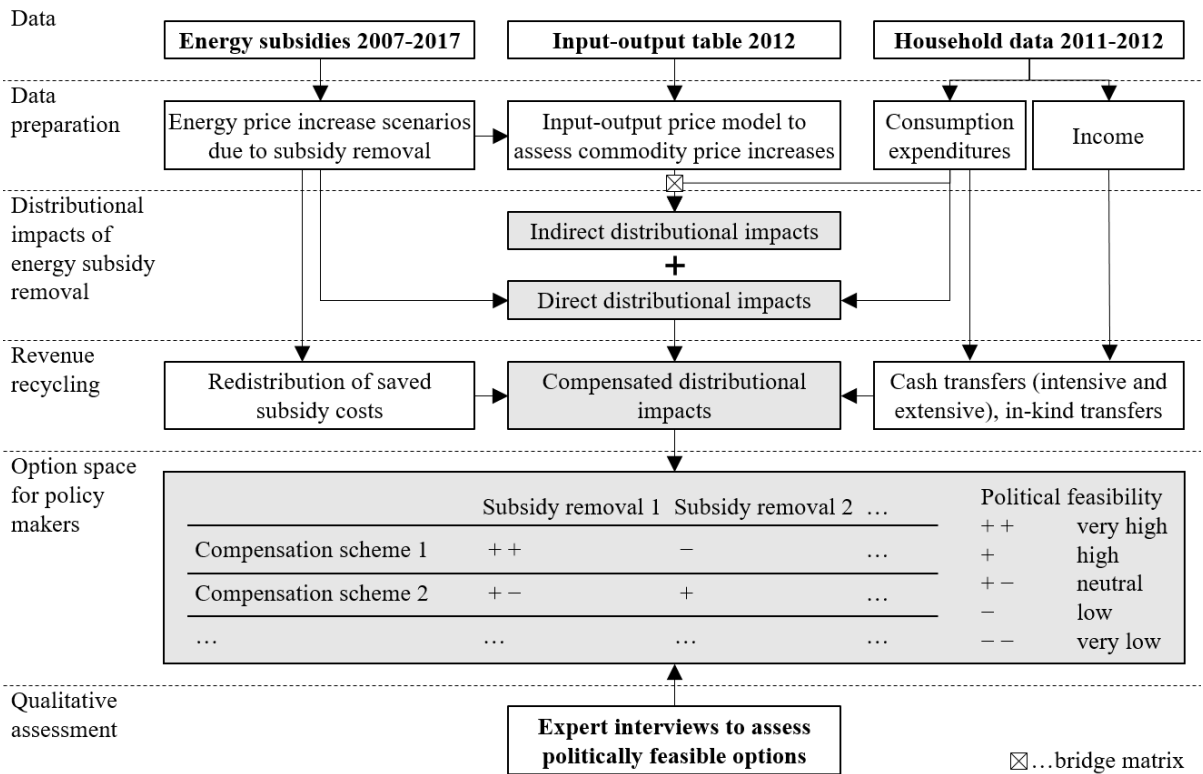 Data
Energy subsidies 2007-2017
Input-output table 2012
Household data 2011-2012
Data
preparation
Energy price increase scenarios
due to subsidy removal
Input-output price model to
assess commodity price increases
Consumption
expenditures
Income
Distributional
impacts of
energy subsidy
removal
Indirect distributional impacts
+
Direct distributional impacts
Revenue
recycling
Redistribution of saved
subsidy costs
Compensated distributional
impacts
Cash transfers (intensive and
extensive), in-kind transfers
Option space
for policy
makers
Subsidy removal 1 Subsidy removal 2 …
Compensation scheme 1 + + − …
Compensation scheme 2 + − + …
… … … …
Political feasibility
+ + very high
+ high
+ − neutral
− low
− − very low
Qualitative
assessment
Expert interviews to assess
politically feasible options
…bridge matrix